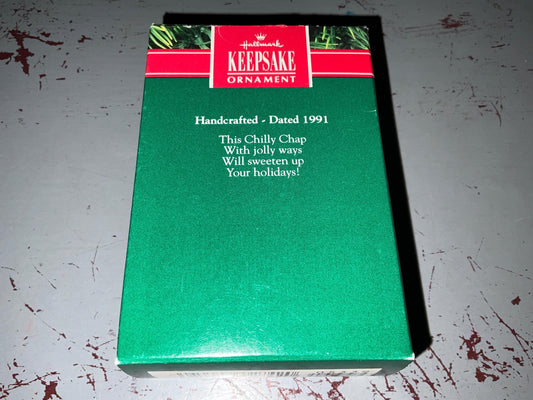 Hallmark
KEEPSAKE
ORNAMENT
Handcrafted - Dated 1991
This Chilly Chap
With jolly ways
Will sweeten up
Your holidays!